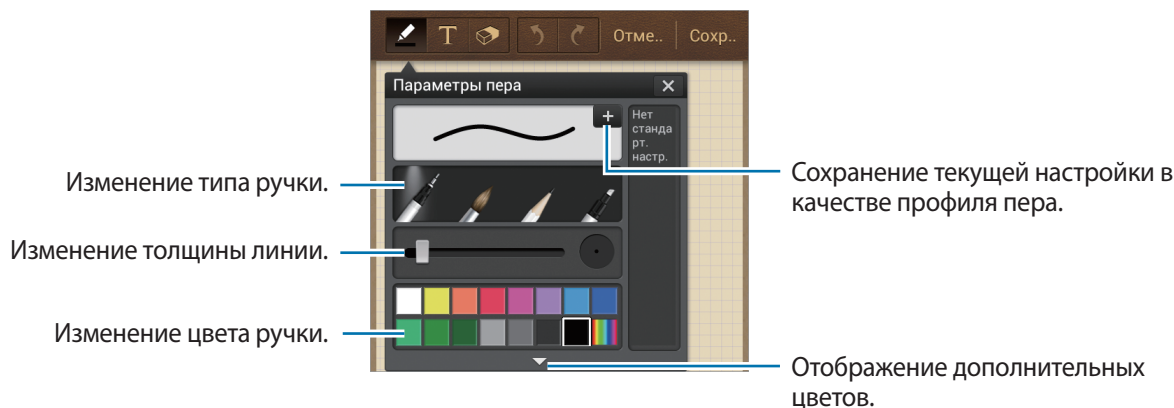 T
Отме..
Сохр..
Параметры пера
Нет
станда
рт.
настр.
Изменение типа ручки.
Сохранение текущей настройки в
качестве профиля пера.
Изменение толщины линии.
Изменение цвета ручки.
Отображение дополнительных
цветов.